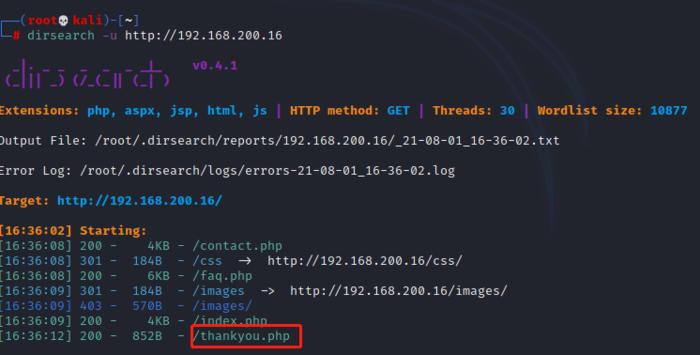 (root💀kali)-[~]
# dirsearch -u http://192.168.200.16
dirsearch v0.4.1
Extensions: php, aspx, jsp, html, js | HTTP method: GET | Threads: 30 | Wordlist size: 10877
Output File: /root/.dirsearch/reports/192.168.200.16/_21-08-01_16-36-02.txt
Error Log: /root/.dirsearch/logs/errors-21-08-01_16-36-02.log
Target: http://192.168.200.16/
[16:36:02] Starting:
[16:36:08] 200 - 4KB - /contact.php
[16:36:08] 301 - 184B - /css -> http://192.168.200.16/css/
[16:36:08] 200 - 6KB - /faq.php
[16:36:09] 301 - 184B - /images -> http://192.168.200.16/images/
[16:36:09] 403 - 570B - /images/
[16:36:09] 200 - 4KB - /index.php
[16:36:12] 200 - 852B - /thankyou.php